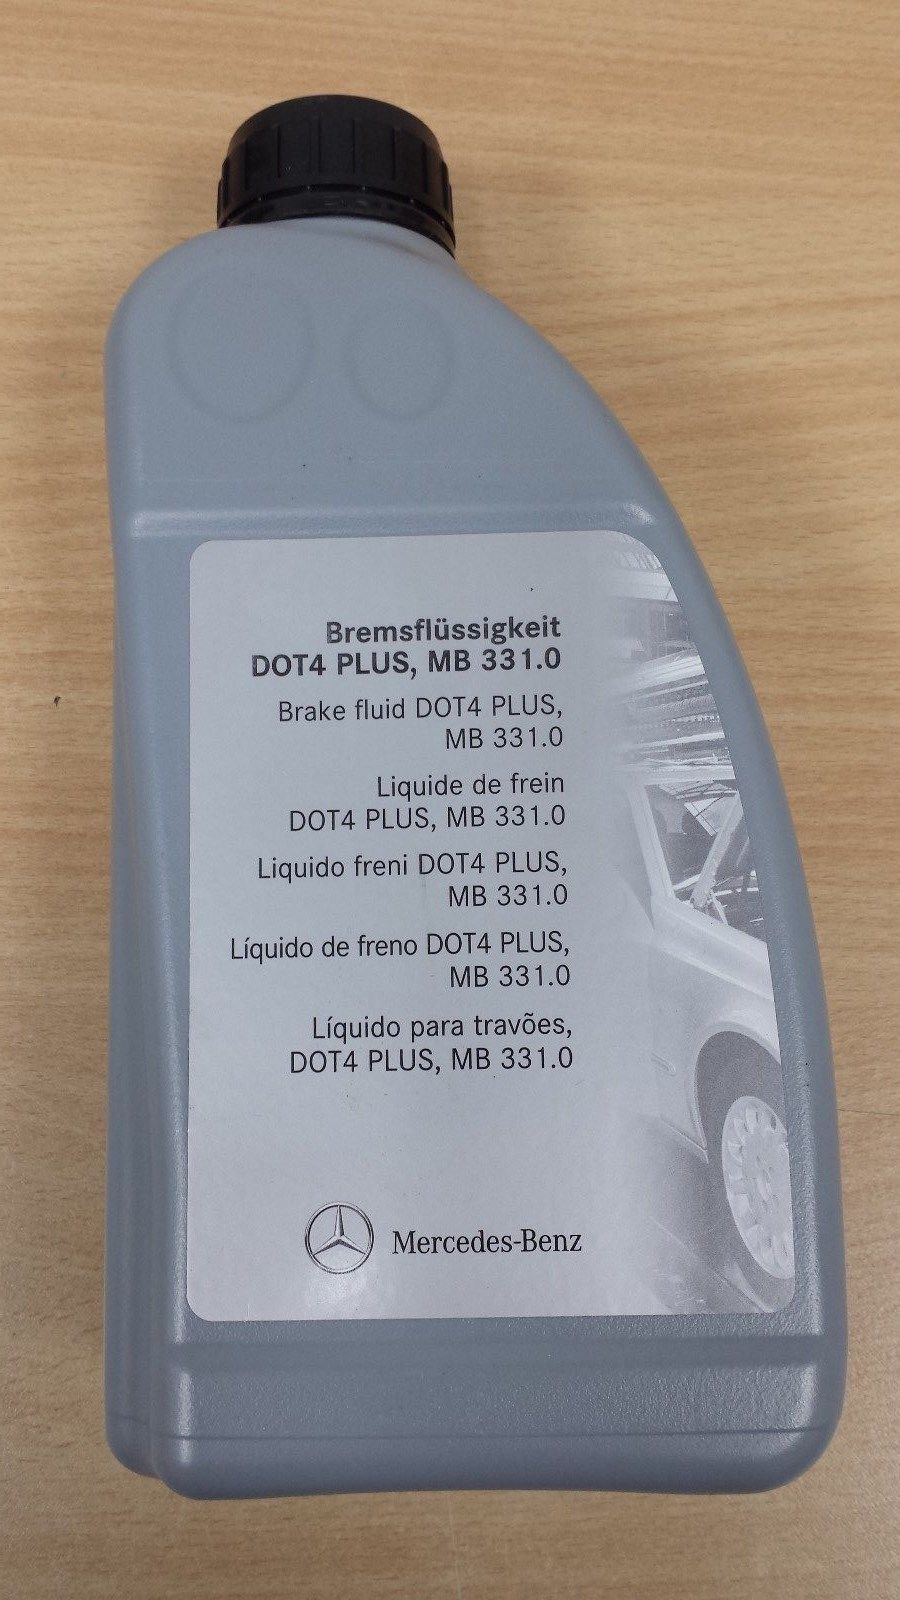 Bremsflüssigkeit
DOT4 PLUS, MB 331.0
Brake fluid DOT4 PLUS,
MB 331.0
Liquide de frein
DOT4 PLUS, MB 331.0
Liquido freni DOT4 PLUS,
MB 331.0
Líquido de freno DOT4 PLUS,
MB 331.0
Líquido para travões,
DOT4 PLUS, MB 331.0
Mercedes-Benz